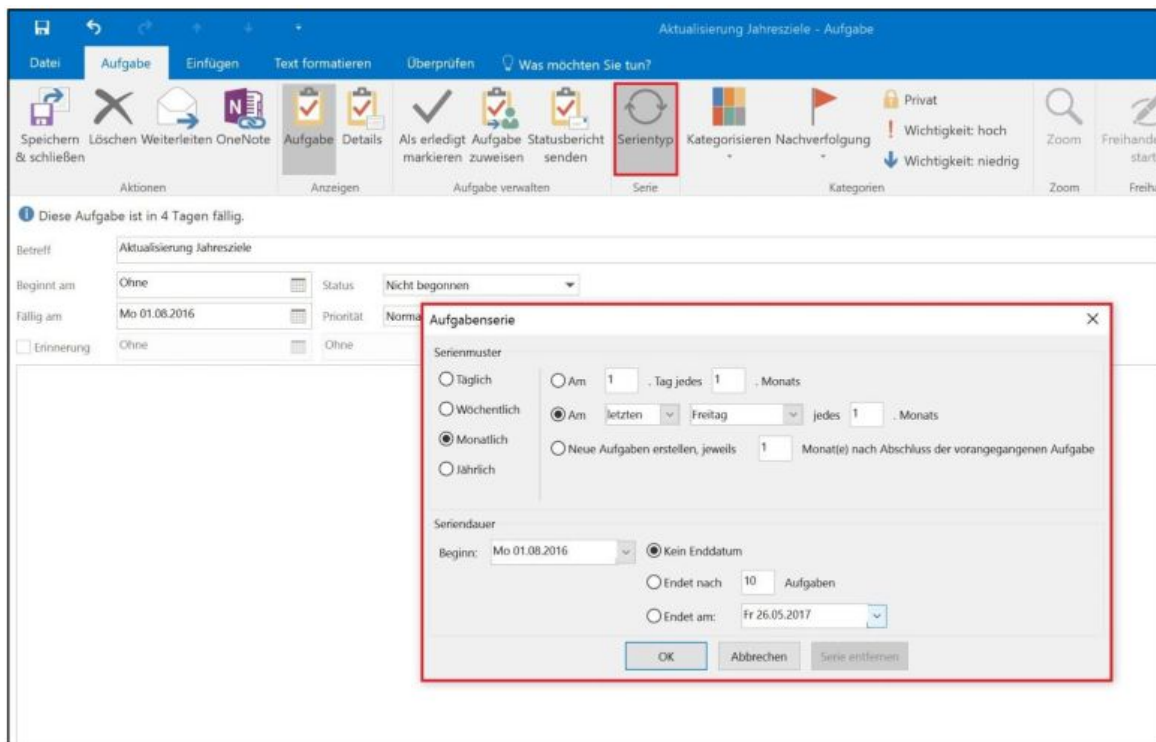 Aktualisierung Jahresziele - Aufgabe
Datei Aufgabe Einfügen Text formatieren Überprüfen Was möchten Sie tun?
Speichern & schließen
Löschen
Weiterleiten
OneNote
Aufgabe
Details
Als erledigt markieren
Aufgabe zuweisen
Statusbericht senden
Serientyp
Kategorisieren
Nachverfolgung
Privat
Wichtigkeit: hoch
Wichtigkeit: niedrig
Zoom
Aktionen Anzeigen Aufgabe verwalten Serie Kategorien Zoom
Diese Aufgabe ist in 4 Tagen fällig.
Betreff Aktualisierung Jahresziele
Beginnt am Ohne Status Nicht begonnen
Fällig am Mo 01.08.2016 Priorität Norma
Erinnerung Ohne Ohne
Aufgabenserie
Serienmuster
Täglich
Wöchentlich
Monatlich
Jährlich
Am 1 . Tag jedes 1 . Monats
Am letzten Freitag jedes 1 . Monats
Neue Aufgaben erstellen, jeweils 1 Monat(e) nach Abschluss der vorangegangenen Aufgabe
Seriendauer
Beginn: Mo 01.08.2016
Kein Enddatum
Endet nach 10 Aufgaben
Endet am: Fr 26.05.2017
OK Abbrechen Serie entfernen